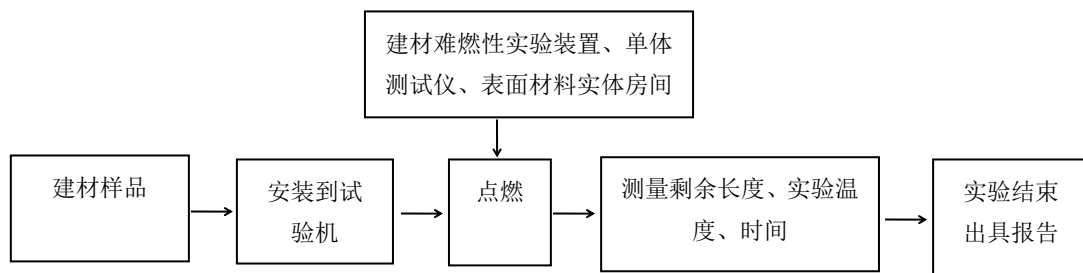 建材难燃性实验装置、单体
测试仪、表面材料实体房间
建材样品
安装到试
验机
点燃
测量剩余长度、实验温
度、时间
实验结束
出具报告